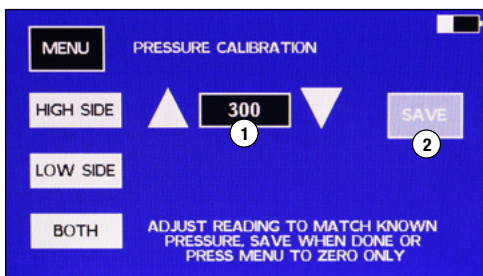 MENU
PRESSURE CALIBRATION
HIGH SIDE
300
1
SAVE
2
LOW SIDE
BOTH
ADJUST READING TO MATCH KNOWN
PRESSURE, SAVE WHEN DONE OR
PRESS MENU TO ZERO ONLY